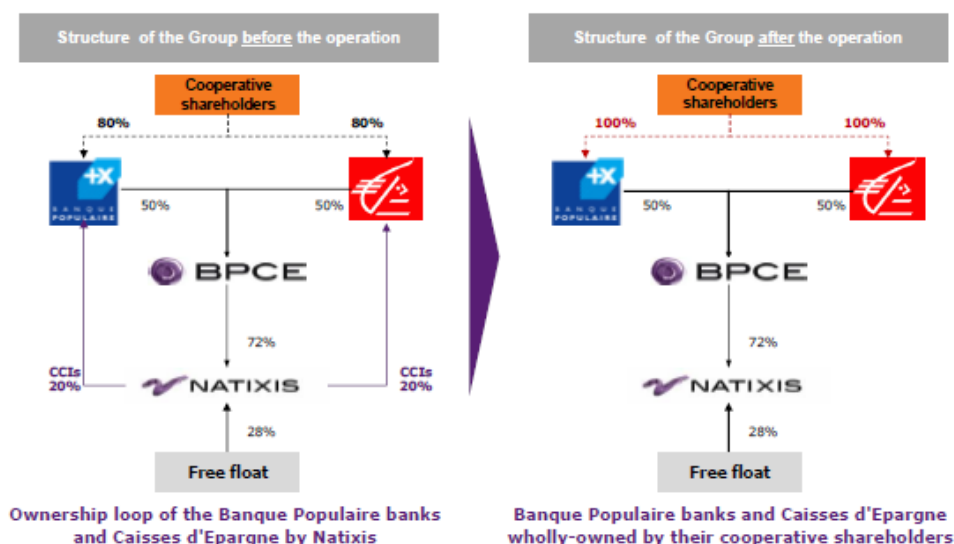 Structure of the Group before the operation
Cooperative
shareholders
80%
80%
+X
BANQUE
POPULAIRE
50%
50%
BPCE
72%
CCIs
20%
NATIXIS
CCIs
20%
28%
Free float
Ownership loop of the Banque Populaire banks
and Caisses d'Epargne by Natixis
Structure of the Group after the operation
Cooperative
shareholders
100%
100%
+X
BANQUE
POPULAIRE
50%
50%
BPCE
72%
NATIXIS
28%
Free float
Banque Populaire banks and Caisses d'Epargne
wholly-owned by their cooperative shareholders